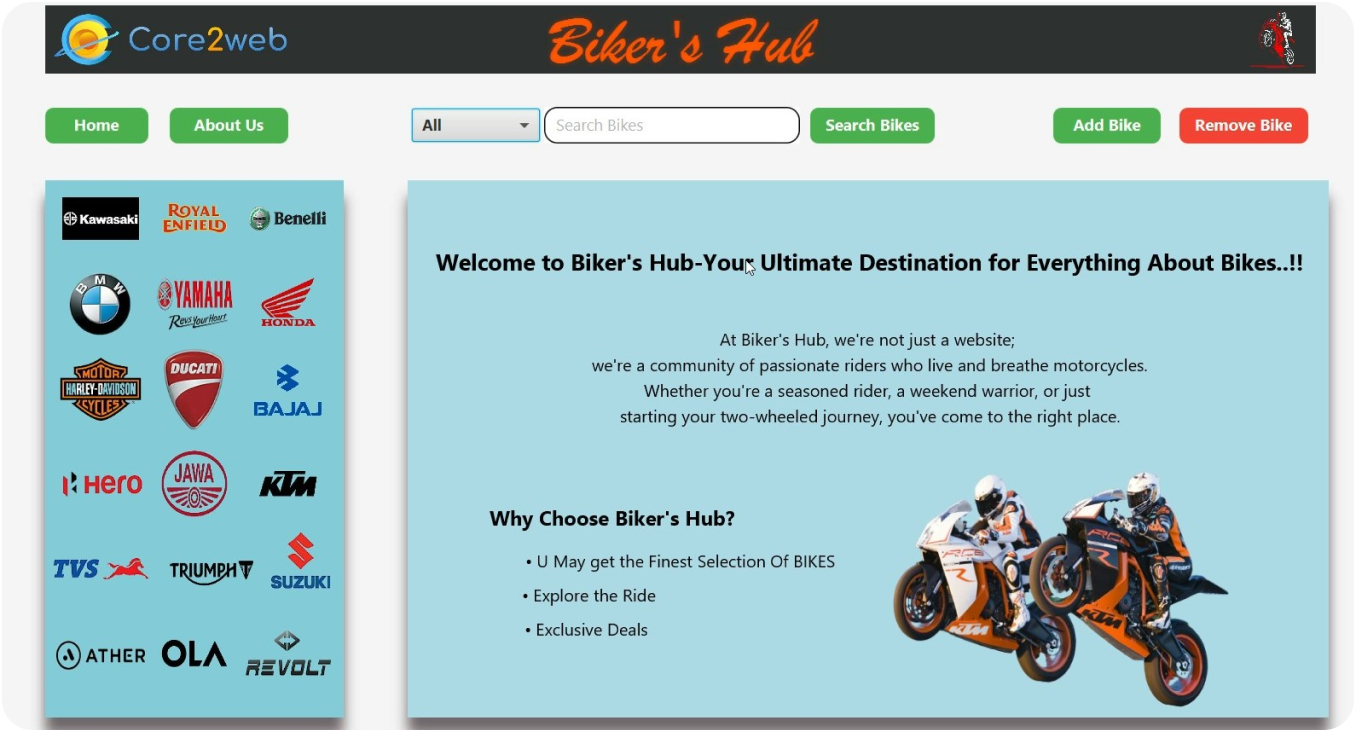 Core2web
Biker's Hub
Home
About Us
All
Search Bikes
Search Bikes
Add Bike
Remove Bike
Kawasaki
ROYAL
ENFIELD
Benelli
BMW
YAMAHA
Revs Your Heart
HONDA
MOTOR
HARLEY-DAVIDSON
CYCLES
DUCATI
BAJAJ
Hero
JAWA
KTM
TVS
TRIUMPH
SUZUKI
ATHER
OLA
REVOLT
Welcome to Biker's Hub-Your Ultimate Destination for Everything About Bikes..!!
At Biker's Hub, we're not just a website;
we're a community of passionate riders who live and breathe motorcycles.
Whether you're a seasoned rider, a weekend warrior, or just
starting your two-wheeled journey, you've come to the right place.
Why Choose Biker's Hub?
• U May get the Finest Selection Of BIKES
• Explore the Ride
• Exclusive Deals
RC8
R
KTM
RC8
R
KTM